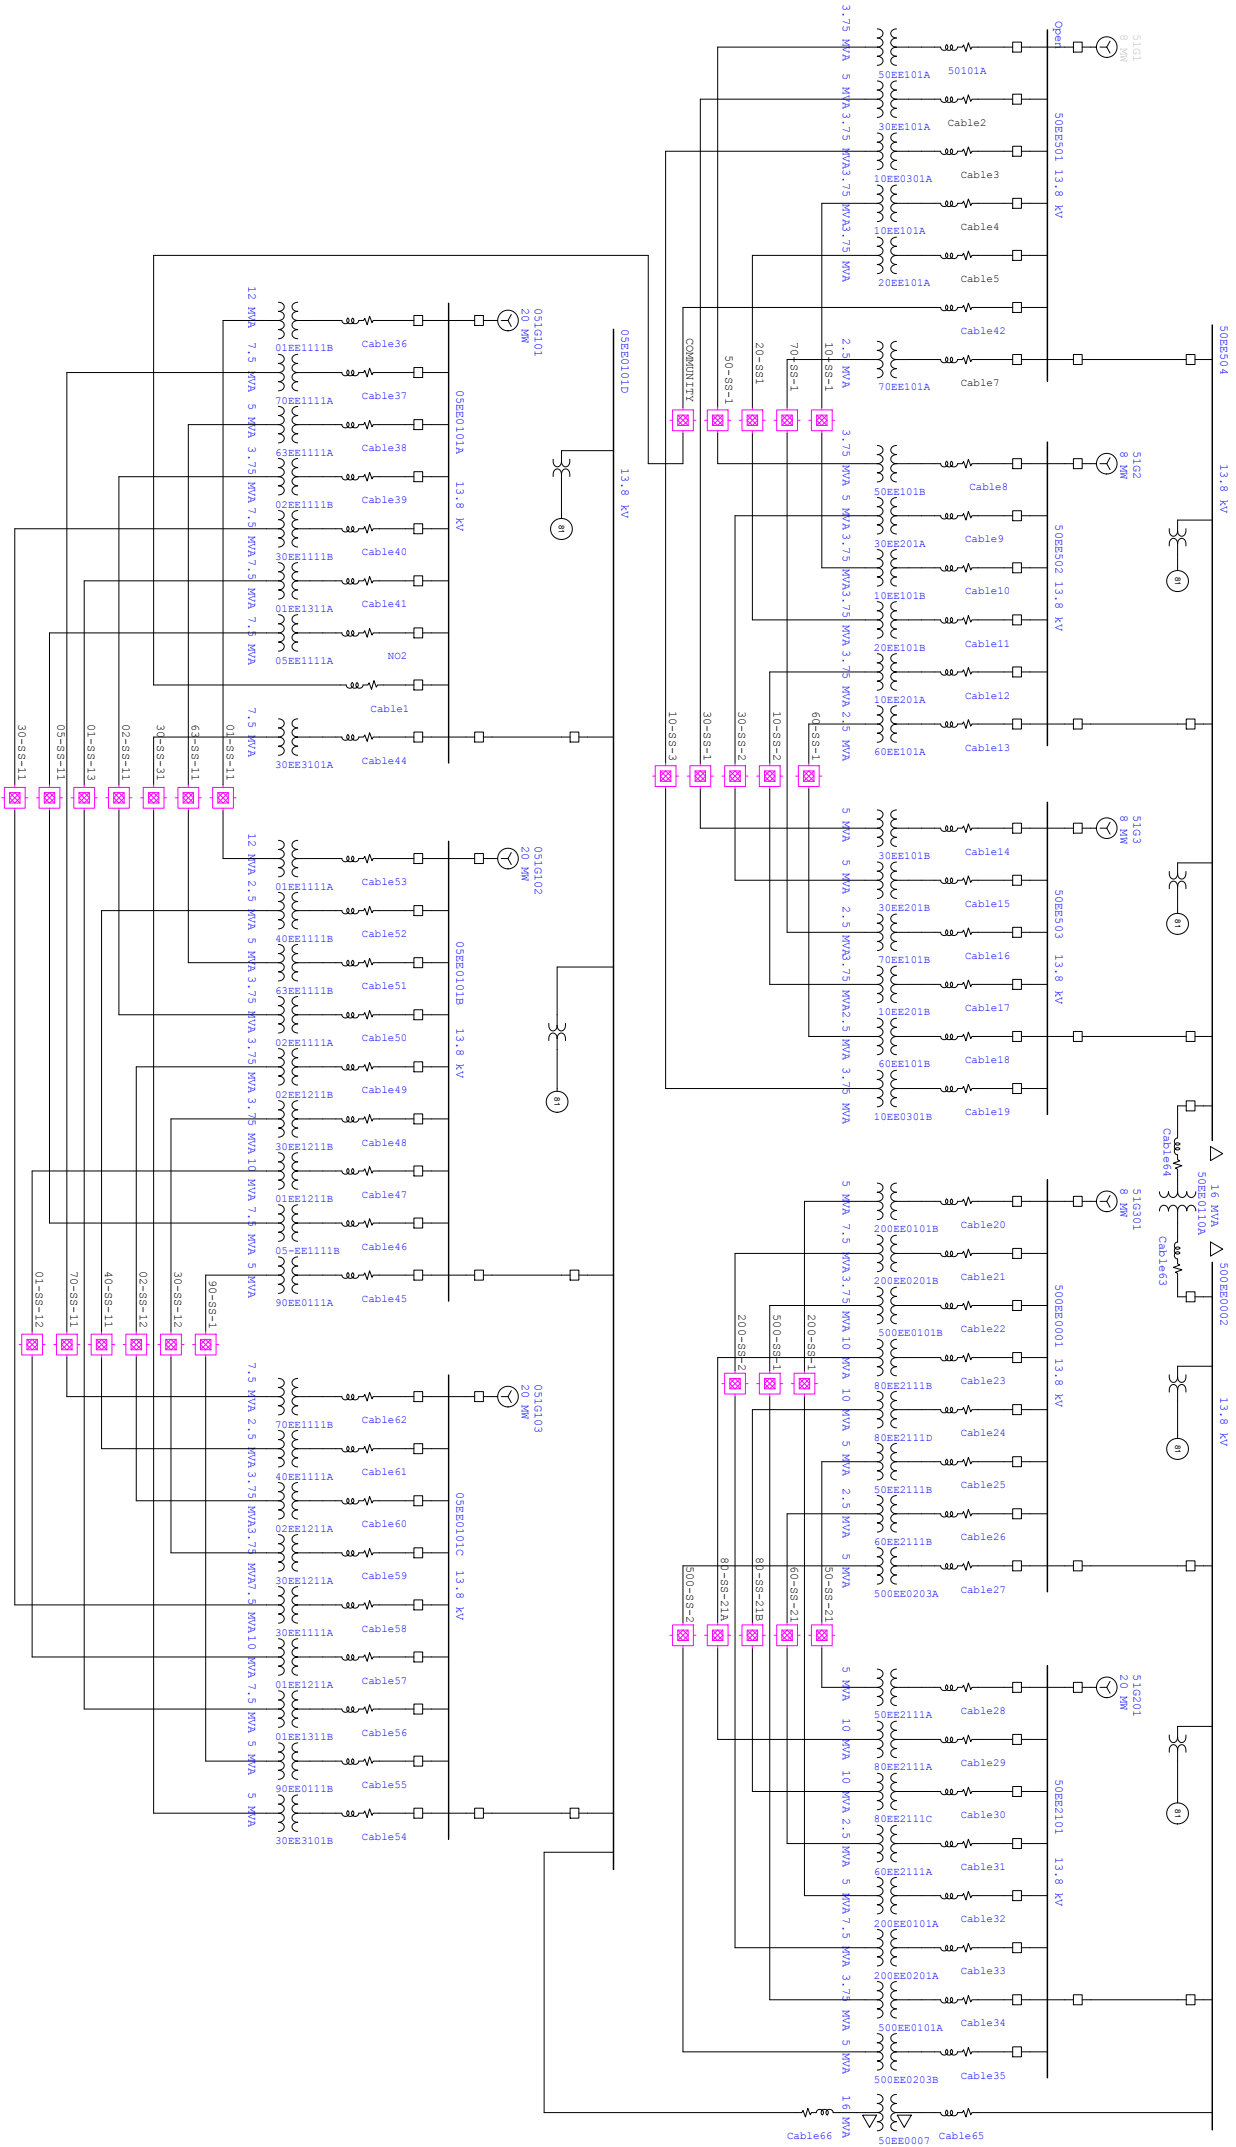 51G1
8 MW
Open
50EE501 13.8 kV
50101A
50EE101A
3.75 MVA
Cable2
30EE101A
5 MVA
Cable3
10EE0301A
3.75 MVA
Cable4
10EE101A
3.75 MVA
Cable5
20EE101A
3.75 MVA
Cable42
Cable7
70EE101A
2.5 MVA
50EE504
13.8 kV
81
10-SS-1
70-SS-1
20-SS1
50-SS-1
COMMUNITY
51G2
8 MW
50EE502 13.8 kV
Cable8
50EE101B
3.75 MVA
Cable9
30EE201A
5 MVA
Cable10
10EE101B
3.75 MVA
Cable11
20EE101B
3.75 MVA
Cable12
10EE201A
3.75 MVA
Cable13
60EE101A
2.5 MVA
60-SS-1
10-SS-2
30-SS-2
30-SS-1
10-SS-3
51G3
8 MW
81
50EE503 13.8 kV
Cable14
30EE101B
5 MVA
Cable15
30EE201B
5 MVA
Cable16
70EE101B
2.5 MVA
Cable17
10EE201B
3.75 MVA
Cable18
60EE101B
2.5 MVA
Cable19
10EE0301B
3.75 MVA
Cable64
16 MVA
50EE0110A
Cable63
500EE0002
13.8 kV
81
51G301
8 MW
500EE0001 13.8 kV
Cable20
200EE0101B
5 MVA
Cable21
200EE0201B
7.5 MVA
Cable22
500EE0101B
3.75 MVA
Cable23
80EE2111B
10 MVA
Cable24
80EE2111D
10 MVA
Cable25
50EE2111B
5 MVA
Cable26
60EE2111B
2.5 MVA
Cable27
500EE0203A
5 MVA
200-SS-1
500-SS-1
200-SS-2
50-SS-21
60-SS-21
80-SS-21B
80-SS-21A
500-SS-2
51G201
20 MW
81
50EE2101 13.8 kV
Cable28
50EE2111A
5 MVA
Cable29
80EE2111A
10 MVA
Cable30
80EE2111C
10 MVA
Cable31
60EE2111A
2.5 MVA
Cable32
200EE0101A
5 MVA
Cable33
200EE0201A
7.5 MVA
Cable34
500EE0101A
3.75 MVA
Cable35
500EE0203B
5 MVA
Cable65
50EE0007
16 MVA
Cable66
05EE0101D
13.8 kV
81
81
051G101
20 MW
05EE0101A 13.8 kV
Cable36
01EE1111B
12 MVA
Cable37
70EE1111A
7.5 MVA
Cable38
63EE1111A
5 MVA
Cable39
02EE1111B
3.75 MVA
Cable40
30EE1111B
7.5 MVA
Cable41
01EE1311A
7.5 MVA
NO2
05EE1111A
7.5 MVA
Cable1
Cable44
30EE3101A
7.5 MVA
01-SS-11
63-SS-11
30-SS-31
02-SS-11
01-SS-13
05-SS-11
30-SS-11
051G102
20 MW
05EE0101B 13.8 kV
Cable53
01EE1111A
12 MVA
Cable52
40EE1111B
2.5 MVA
Cable51
63EE1111B
5 MVA
Cable50
02EE1111A
3.75 MVA
Cable49
02EE1211B
3.75 MVA
Cable48
30EE1211B
3.75 MVA
Cable47
01EE1211B
10 MVA
Cable46
05-EE1111B
7.5 MVA
Cable45
90EE0111A
5 MVA
90-SS-1
30-SS-12
02-SS-12
40-SS-11
70-SS-11
01-SS-12
051G103
20 MW
05EE0101C 13.8 kV
Cable62
70EE1111B
7.5 MVA
Cable61
40EE1111A
2.5 MVA
Cable60
02EE1211A
3.75 MVA
Cable59
30EE1211A
3.75 MVA
Cable58
30EE1111A
7.5 MVA
Cable57
01EE1211A
10 MVA
Cable56
01EE1311B
7.5 MVA
Cable55
90EE0111B
5 MVA
Cable54
30EE3101B
5 MVA